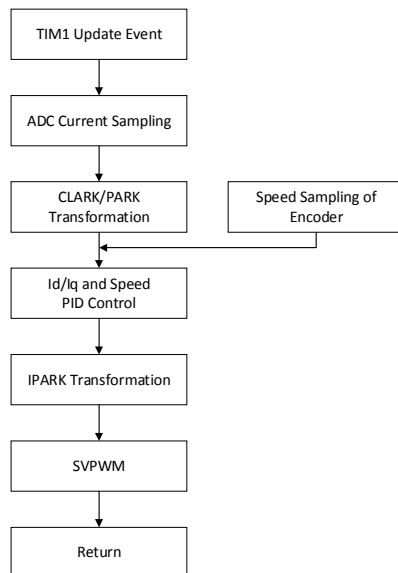 TIM1 Update Event
ADC Current Sampling
CLARK/PARK
Transformation
Speed Sampling of
Encoder
Id/Iq and Speed
PID Control
IPARK Transformation
SVPWM
Return